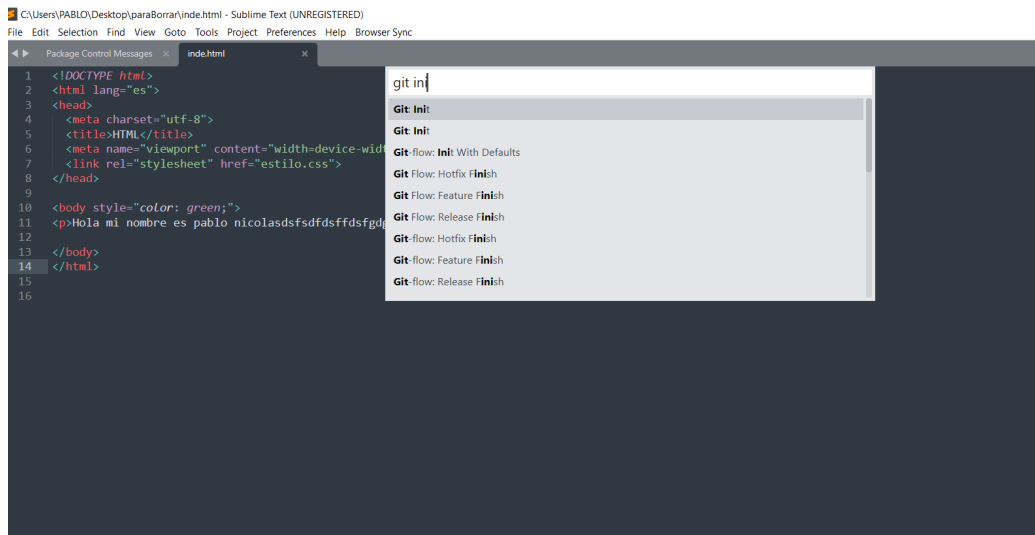 C:\Users\PABLO\Desktop\paraBorrar\inde.html - Sublime Text (UNREGISTERED)
File Edit Selection Find View Goto Tools Project Preferences Help Browser Sync
Package Control Messages × inde.html ×
1 <!DOCTYPE html>
2 <html lang="es">
3 <head>
4 <meta charset="utf-8">
5 <title>HTML</title>
6 <meta name="viewport" content="width=device-widt
7 <link rel="stylesheet" href="estilo.css">
8 </head>
9
10 <body style="color: green;">
11 <p>Hola mi nombre es pablo nicolasdsfsdfdsffdsfgdg
12
13 </body>
14 </html>
15
16
git ini
Git: Init
Git: Init
Git-flow: Init With Defaults
Git Flow: Hotfix Finish
Git Flow: Feature Finish
Git Flow: Release Finish
Git-flow: Hotfix Finish
Git-flow: Feature Finish
Git-flow: Release Finish